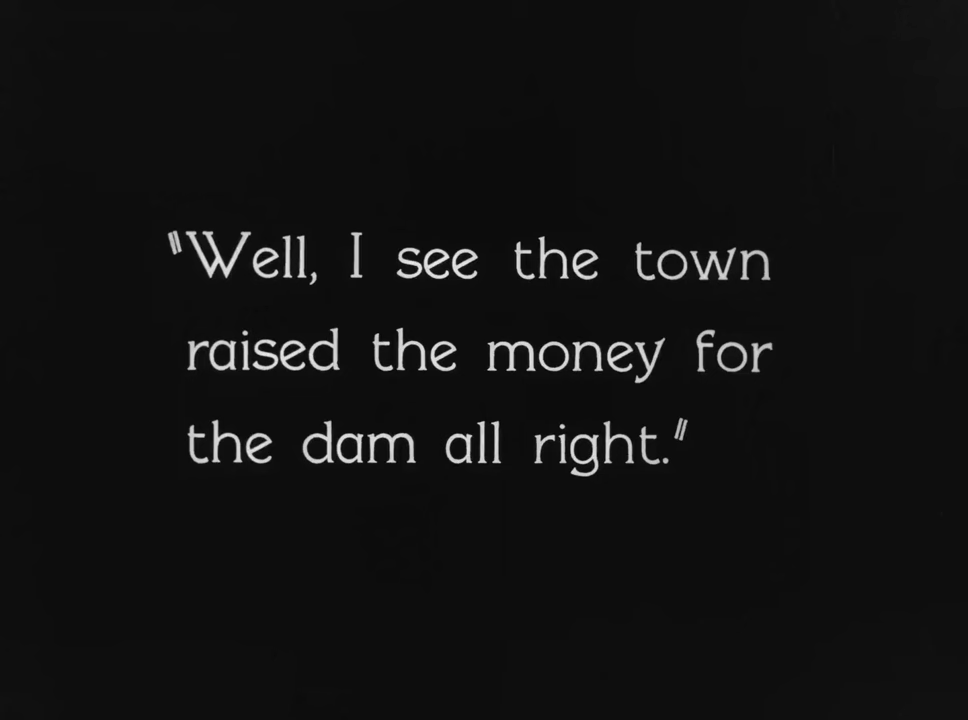 "Well, I see the town
raised the money for
the dam all right."